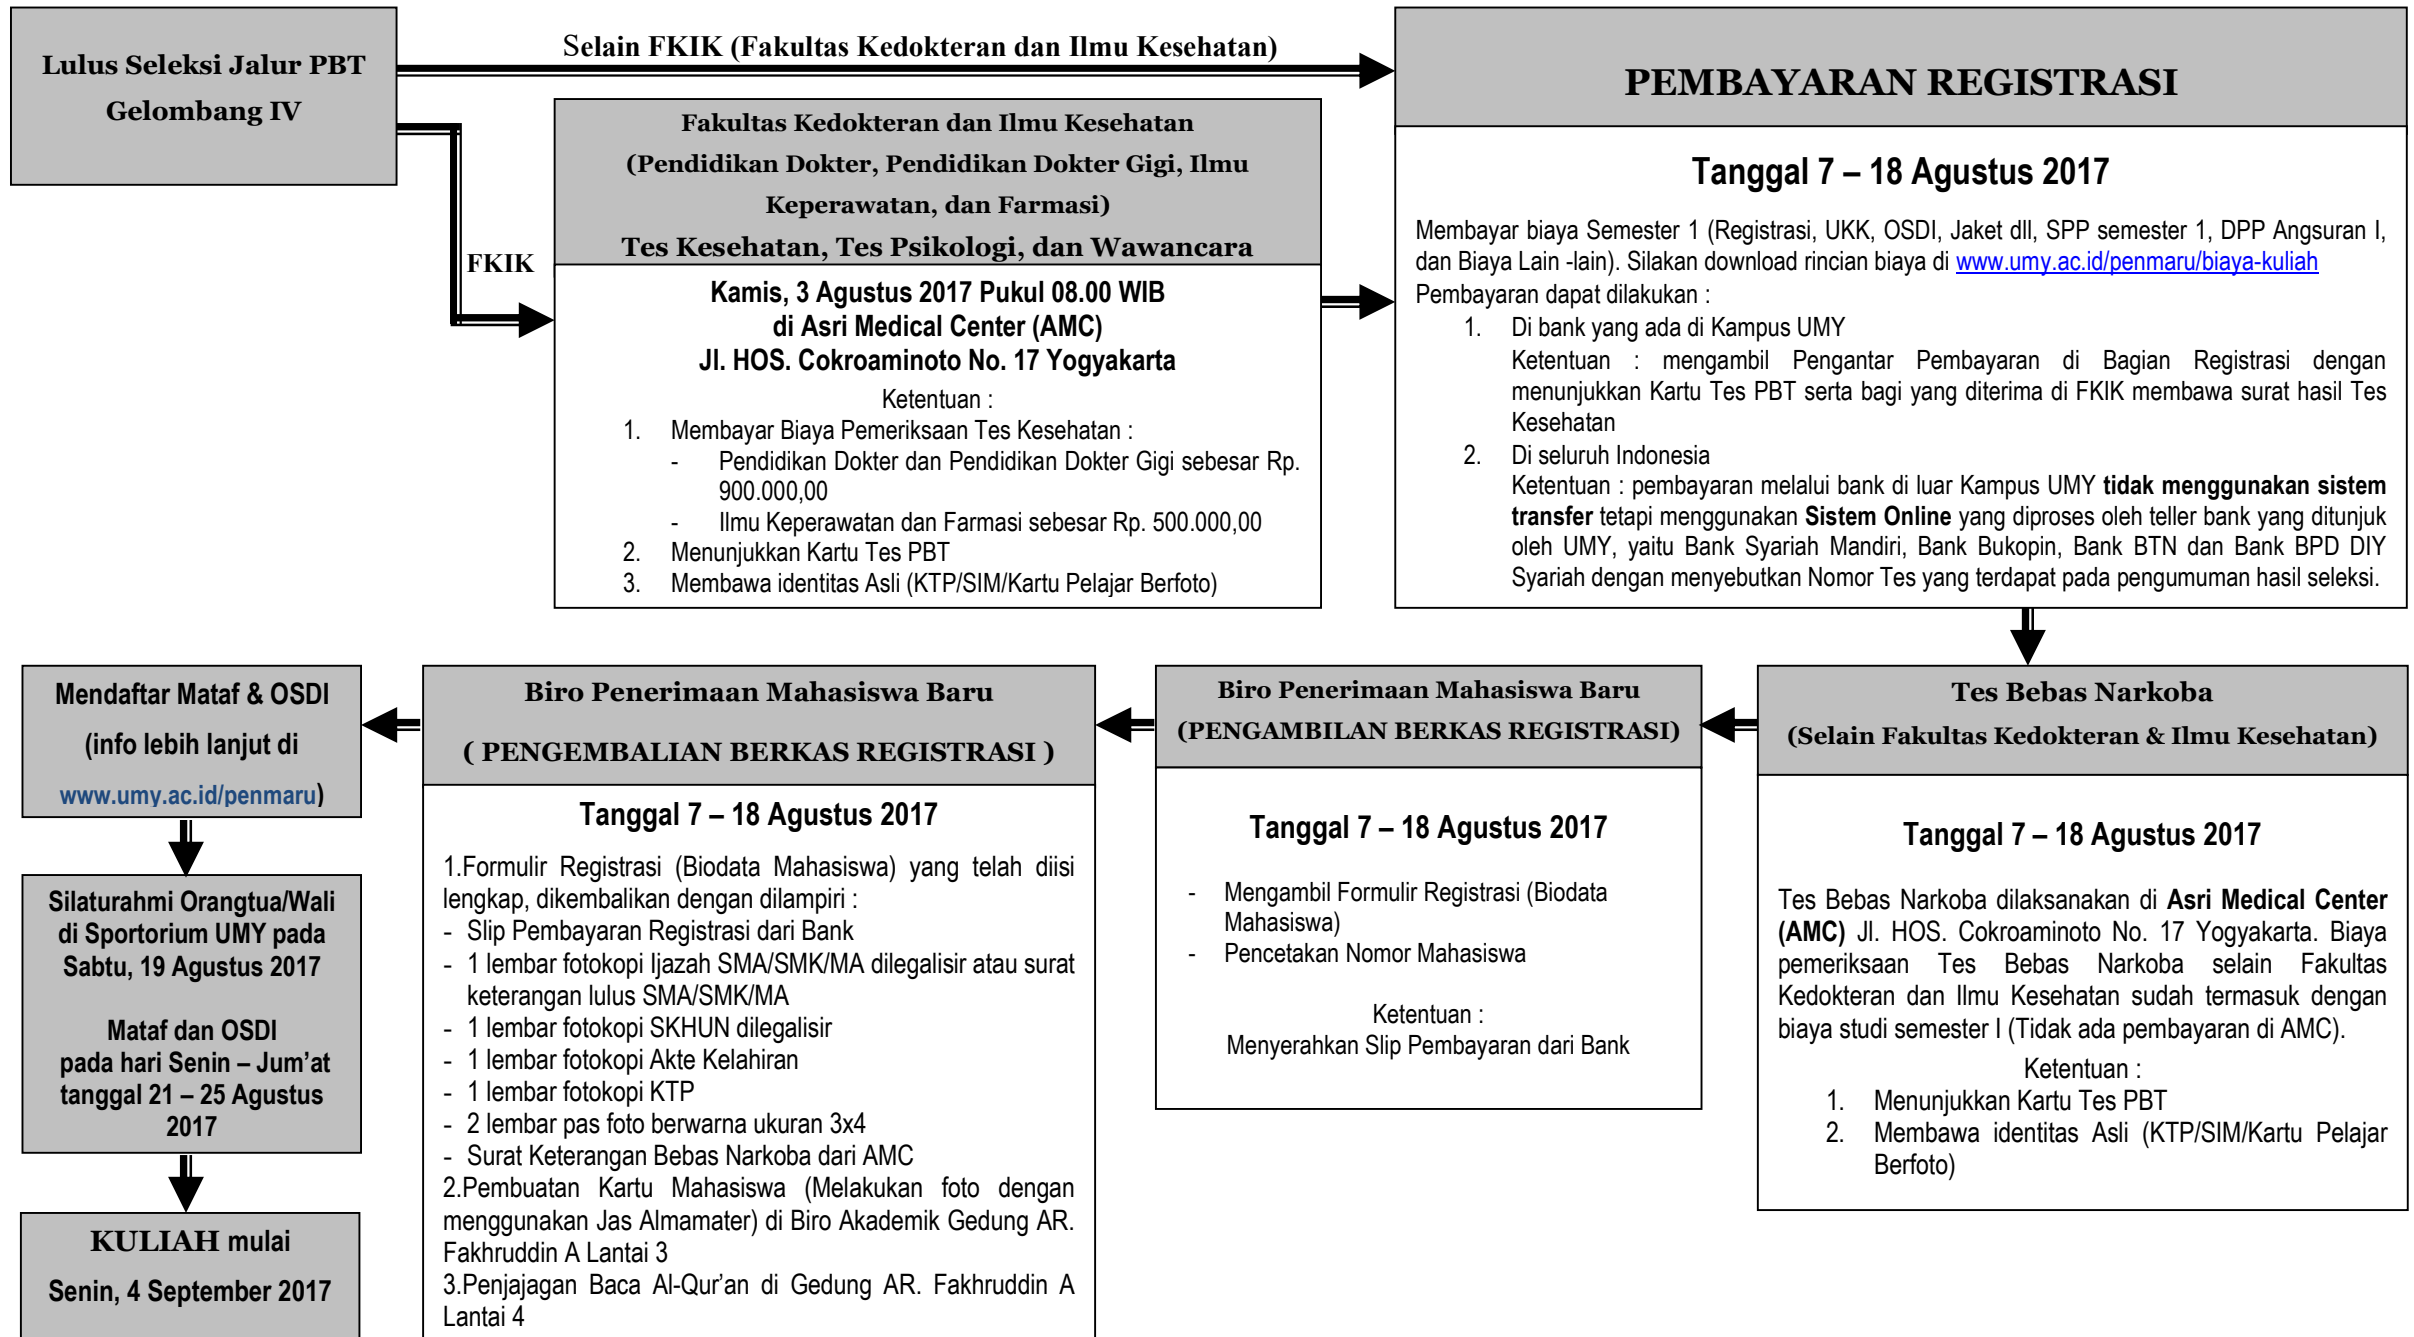 Lulus Seleksi Jalur PBT
Gelombang IV
Selain FKIK (Fakultas Kedokteran dan Ilmu Kesehatan)
FKIK
Fakultas Kedokteran dan Ilmu Kesehatan
(Pendidikan Dokter, Pendidikan Dokter Gigi, Ilmu
Keperawatan, dan Farmasi)
Tes Kesehatan, Tes Psikologi, dan Wawancara
Kamis, 3 Agustus 2017 Pukul 08.00 WIB
di Asri Medical Center (AMC)
Jl. HOS. Cokroaminoto No. 17 Yogyakarta
Ketentuan :
1. Membayar Biaya Pemeriksaan Tes Kesehatan :
- Pendidikan Dokter dan Pendidikan Dokter Gigi sebesar Rp.
900.000,00
- Ilmu Keperawatan dan Farmasi sebesar Rp. 500.000,00
2. Menunjukkan Kartu Tes PBT
3. Membawa identitas Asli (KTP/SIM/Kartu Pelajar Berfoto)
PEMBAYARAN REGISTRASI
Tanggal 7 – 18 Agustus 2017
Membayar biaya Semester 1 (Registrasi, UKK, OSDI, Jaket dll, SPP semester 1, DPP Angsuran I,
dan Biaya Lain -lain). Silakan download rincian biaya di www.umy.ac.id/penmaru/biaya-kuliah
Pembayaran dapat dilakukan :
1. Di bank yang ada di Kampus UMY
Ketentuan : mengambil Pengantar Pembayaran di Bagian Registrasi dengan
menunjukkan Kartu Tes PBT serta bagi yang diterima di FKIK membawa surat hasil Tes
Kesehatan
2. Di seluruh Indonesia
Ketentuan : pembayaran melalui bank di luar Kampus UMY tidak menggunakan sistem
transfer tetapi menggunakan Sistem Online yang diproses oleh teller bank yang ditunjuk
oleh UMY, yaitu Bank Syariah Mandiri, Bank Bukopin, Bank BTN dan Bank BPD DIY
Syariah dengan menyebutkan Nomor Tes yang terdapat pada pengumuman hasil seleksi.
Tes Bebas Narkoba
(Selain Fakultas Kedokteran & Ilmu Kesehatan)
Tanggal 7 – 18 Agustus 2017
Tes Bebas Narkoba dilaksanakan di Asri Medical Center
(AMC) Jl. HOS. Cokroaminoto No. 17 Yogyakarta. Biaya
pemeriksaan Tes Bebas Narkoba selain Fakultas
Kedokteran dan Ilmu Kesehatan sudah termasuk dengan
biaya studi semester I (Tidak ada pembayaran di AMC).
Ketentuan :
1. Menunjukkan Kartu Tes PBT
2. Membawa identitas Asli (KTP/SIM/Kartu Pelajar
Berfoto)
Biro Penerimaan Mahasiswa Baru
(PENGAMBILAN BERKAS REGISTRASI)
Tanggal 7 – 18 Agustus 2017
- Mengambil Formulir Registrasi (Biodata
Mahasiswa)
- Pencetakan Nomor Mahasiswa
Ketentuan :
Menyerahkan Slip Pembayaran dari Bank
Biro Penerimaan Mahasiswa Baru
( PENGEMBALIAN BERKAS REGISTRASI )
Tanggal 7 – 18 Agustus 2017
1.Formulir Registrasi (Biodata Mahasiswa) yang telah diisi
lengkap, dikembalikan dengan dilampiri :
- Slip Pembayaran Registrasi dari Bank
- 1 lembar fotokopi Ijazah SMA/SMK/MA dilegalisir atau surat
keterangan lulus SMA/SMK/MA
- 1 lembar fotokopi SKHUN dilegalisir
- 1 lembar fotokopi Akte Kelahiran
- 1 lembar fotokopi KTP
- 2 lembar pas foto berwarna ukuran 3x4
- Surat Keterangan Bebas Narkoba dari AMC
2.Pembuatan Kartu Mahasiswa (Melakukan foto dengan
menggunakan Jas Almamater) di Biro Akademik Gedung AR.
Fakhruddin A Lantai 3
3.Penjajagan Baca Al-Qur'an di Gedung AR. Fakhruddin A
Lantai 4
Mendaftar Mataf & OSDI
(info lebih lanjut di
www.umy.ac.id/penmaru)
Silaturahmi Orangtua/Wali
di Sportorium UMY pada
Sabtu, 19 Agustus 2017
Mataf dan OSDI
pada hari Senin – Jum'at
tanggal 21 – 25 Agustus
2017
KULIAH mulai
Senin, 4 September 2017